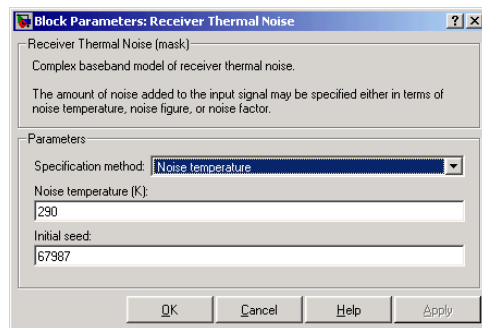 Block Parameters: Receiver Thermal Noise
Receiver Thermal Noise (mask)
Complex baseband model of receiver thermal noise.
The amount of noise added to the input signal may be specified either in terms of
noise temperature, noise figure, or noise factor.
Parameters
Specification method: Noise temperature
Noise temperature (K):
290
Initial seed:
67987
OK Cancel Help Apply